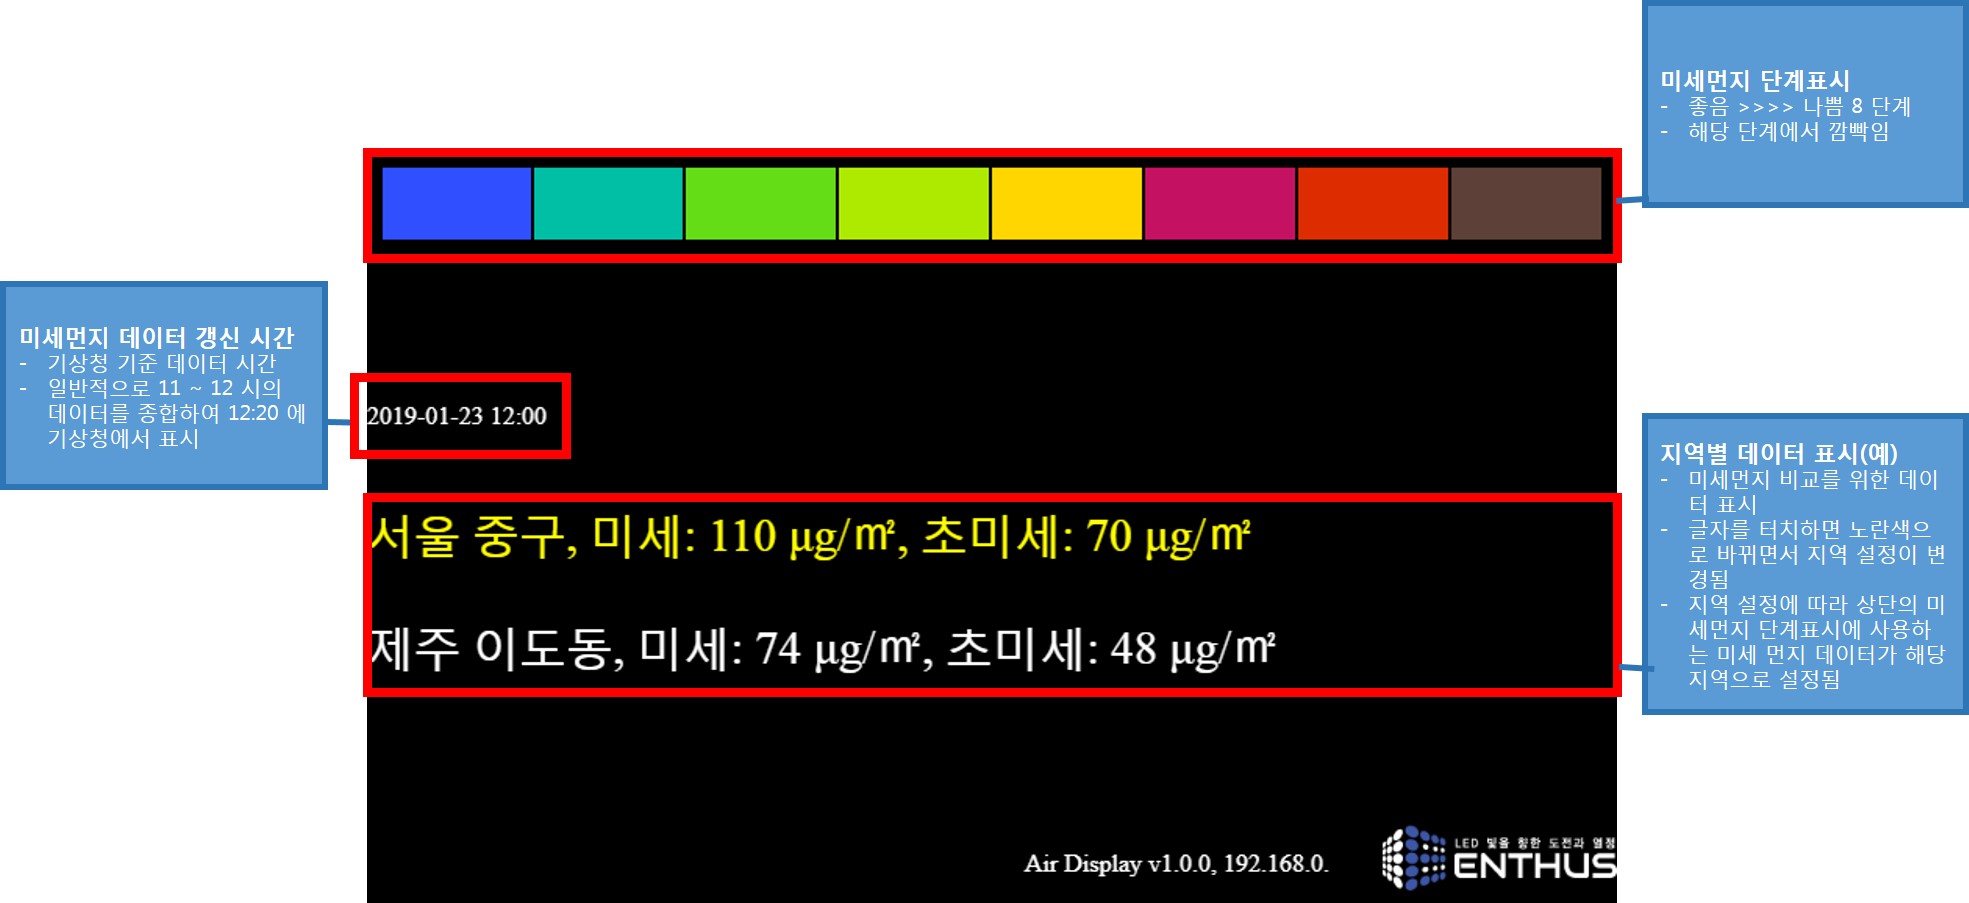 미세먼지 단계표시
- 좋음 >>>> 나쁨 8 단계
- 해당 단계에서 깜빡임
미세먼지 데이터 갱신 시간
- 기상청 기준 데이터 시간
- 일반적으로 11 ~ 12 시의
데이터를 종합하여 12:20 에
기상청에서 표시
2019-01-23 12:00
지역별 데이터 표시(예)
- 미세먼지 비교를 위한 데이
터 표시
- 글자를 터치하면 노란색으
로 바뀌면서 지역 설정이 변
경됨
- 지역 설정에 따라 상단의 미
세먼지 단계표시에 사용하
는 미세 먼지 데이터가 해당
지역으로 설정됨
서울 중구, 미세: 110 µg/㎥, 초미세: 70 µg/㎥
제주 이도동, 미세: 74 µg/㎥, 초미세: 48 µg/㎥
Air Display v1.0.0, 192.168.0.
LED 빛을 향한 도전과 열정
ENTHUS